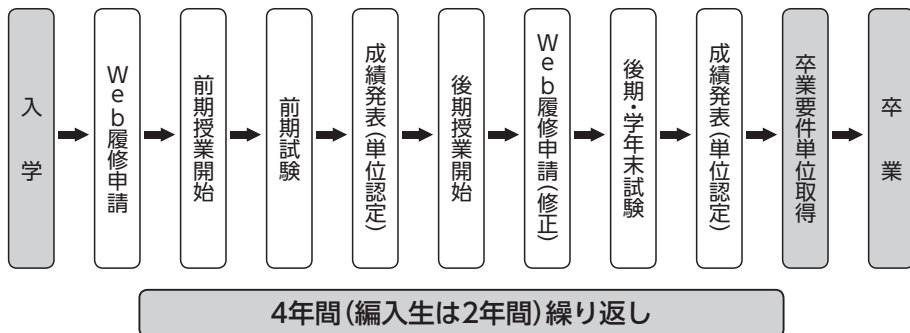 入学
Web履修申請
前期授業開始
前期試験
成績発表(単位認定)
後期授業開始
Web履修申請(修正)
後期・学年末試験
成績発表(単位認定)
卒業要件単位取得
卒業
4年間(編入生は2年間)繰り返し